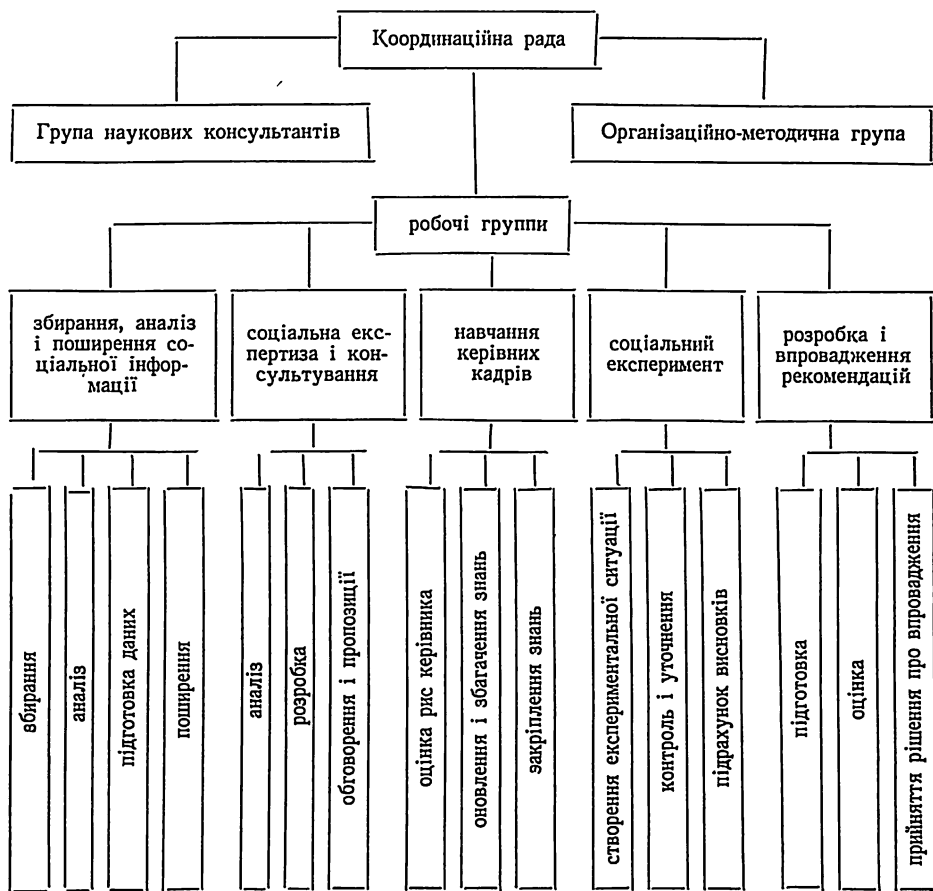 Координаційна рада
Група наукових консультантів
Організаційно-методична група
робочі группи
збирання, аналіз
і поширення со-
ціальної інфор-
мації
соціальна екс-
пертиза і кон-
сультування
навчання
керівних
кадрів
соціальний
експеримент
розробка і
впровадження
рекомендацій
вбирання
аналіз
підготовка даних
поширення
аналіз
розробка
обговорення і пропозиції
оцінка рис керівника
оновлення і збагачення знань
закріплення знань
створення експериментальної ситуації
контроль і уточнення
підрахунок висновків
підготовка
оцінка
прийняття рішення про впровадження